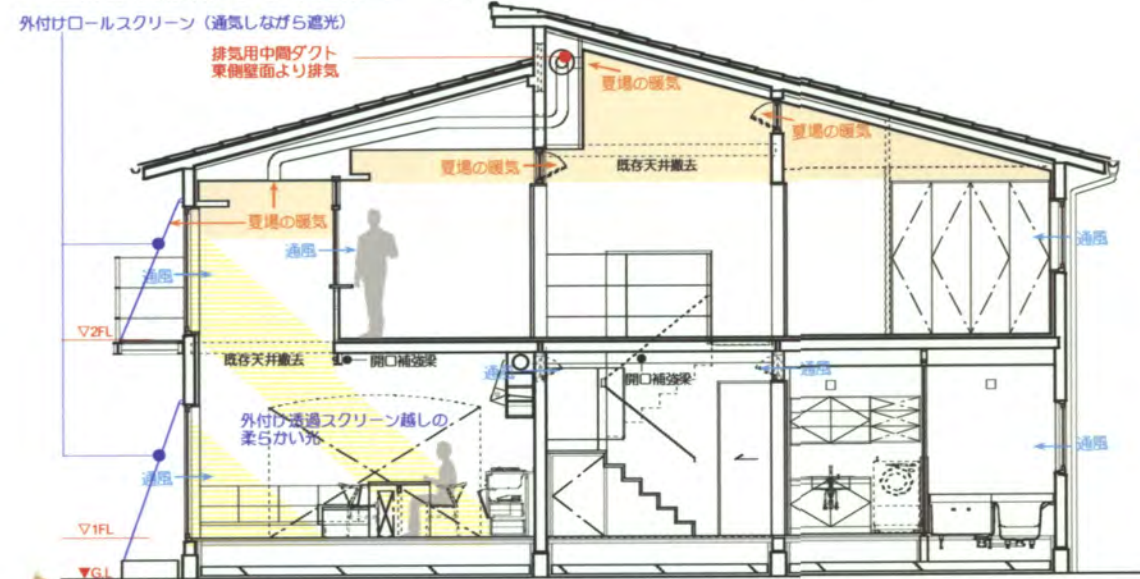 外付けロールスクリーン（通気しながら遮光）
排気用中間ダクト
東側壁面より排気
夏場の暖気
夏場の暖気
夏場の暖気
既存天井撤去
夏場の暖気
通風
通風
通風
▽2FL
既存天井撤去
開口補強梁
通風
開口補強梁
通風
外付け透過スクリーン越しの
柔らかい光
通風
通風
▽1FL
▼G.L